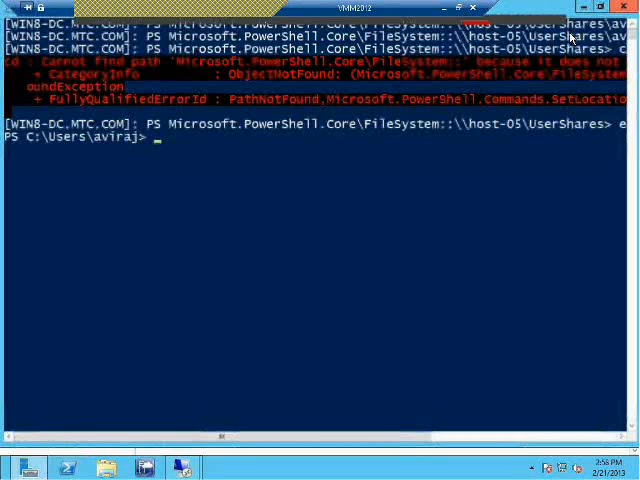 VMM2012
[WIN8-DC.MTC.COM]: PS Microsoft.PowerShell.Core\FileSystem::\\host-05\UserShares\av
[WIN8-DC.MTC.COM]: PS Microsoft.PowerShell.Core\FileSystem::\\host-05\UserShares\av
[WIN8-DC.MTC.COM]: PS Microsoft.PowerShell.Core\FileSystem::\\host-05\UserShares> c
cd : Cannot find path 'Microsoft.PowerShell.Core\FileSystem::' because it does not
+ CategoryInfo : ObjectNotFound: (Microsoft.PowerShell.Core\FileSystem
oundException
+ FullyQualifiedErrorId : PathNotFound,Microsoft.PowerShell.Commands.SetLocatio
[WIN8-DC.MTC.COM]: PS Microsoft.PowerShell.Core\FileSystem::\\host-05\UserShares> e
PS C:\Users\aviraj>
2:58 PM
2/21/2013